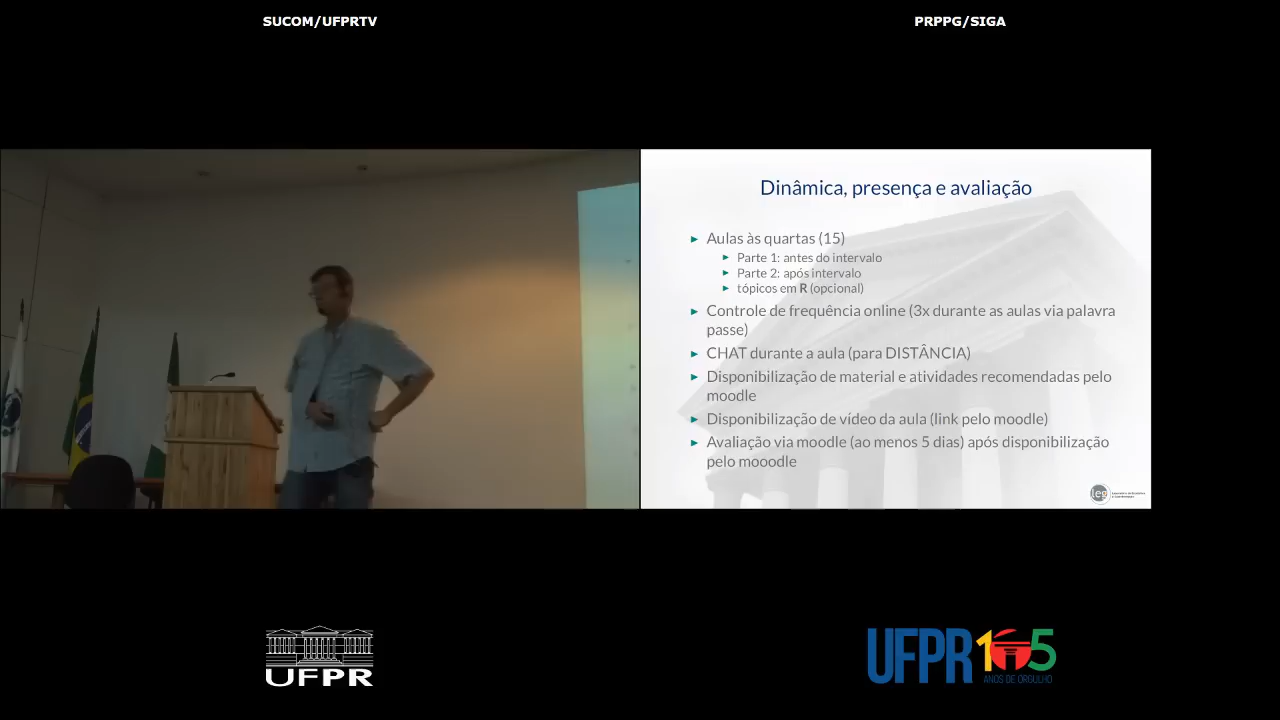 SUCOM/UFPRTV
PRPPG/SIGA
Dinâmica, presença e avaliação
Aulas às quartas (15)
Parte 1: antes do intervalo
Parte 2: após intervalo
tópicos em R (opcional)
Controle de frequência online (3x durante as aulas via palavra
passe)
CHAT durante a aula (para DISTÂNCIA)
Disponibilização de material e atividades recomendadas pelo
moodle
Disponibilização de vídeo da aula (link pelo moodle)
Avaliação via moodle (ao menos 5 dias) após disponibilização
pelo mooodle
leg
UFPR
UFPR 105
ANOS DE ORGULHO